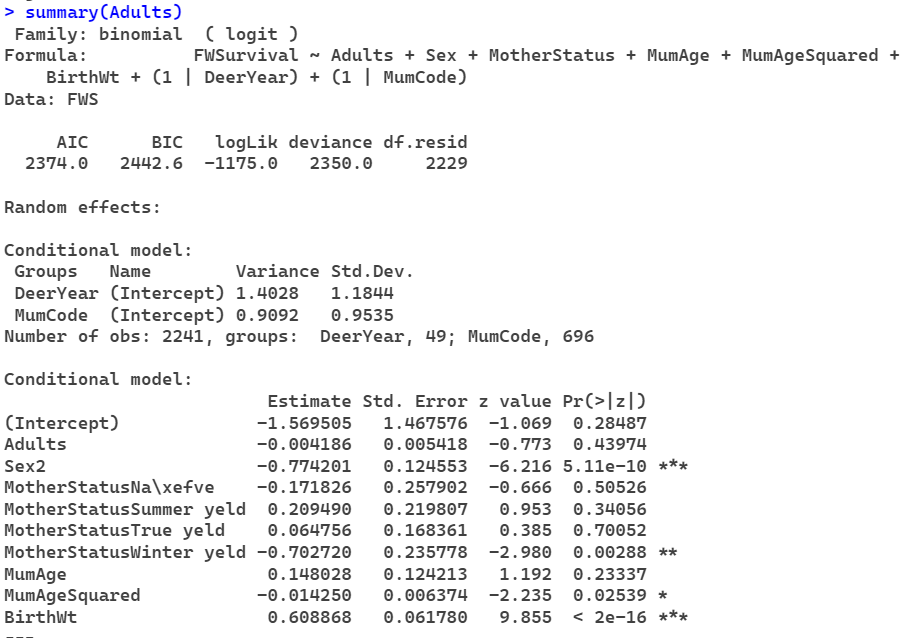 > summary(Adults)
Family: binomial  ( logit )
Formula:          FWSurvival ~ Adults + Sex + MotherStatus + MumAge + MumAgeSquared +
    BirthWt + (1 | DeerYear) + (1 | MumCode)
Data: FWS
     AIC      BIC   logLik deviance df.resid
  2374.0   2442.6  -1175.0   2350.0     2229
Random effects:
Conditional model:
 Groups   Name        Variance Std.Dev.
 DeerYear (Intercept) 1.4028   1.1844
 MumCode  (Intercept) 0.9092   0.9535
Number of obs: 2241, groups:  DeerYear, 49; MumCode, 696
Conditional model:
                          Estimate Std. Error z value Pr(>|z|)
(Intercept)              -1.569505   1.467576  -1.069  0.28487
Adults                   -0.004186   0.005418  -0.773  0.43974
Sex2                     -0.774201   0.124553  -6.216 5.11e-10 ***
MotherStatusNa\xefve     -0.171826   0.257902  -0.666  0.50526
MotherStatusSummer yeld   0.209490   0.219807   0.953  0.34056
MotherStatusTrue yeld     0.064756   0.168361   0.385  0.70052
MotherStatusWinter yeld  -0.702720   0.235778  -2.980  0.00288 **
MumAge                    0.148028   0.124213   1.192  0.23337
MumAgeSquared            -0.014250   0.006374  -2.235  0.02539 *
BirthWt                   0.608868   0.061780   9.855  < 2e-16 ***
---